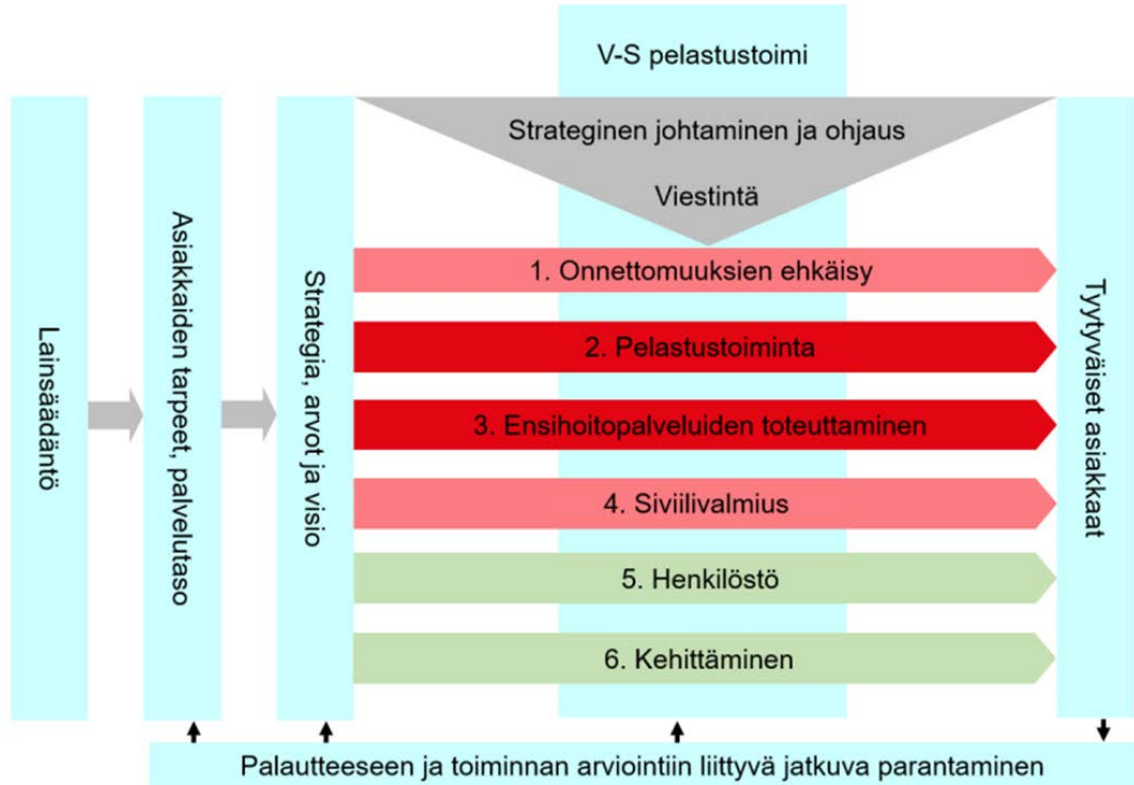 V-S pelastustoimi
Strateginen johtaminen ja ohjaus
Viestintä
Lainsäädäntö
Asiakkaiden tarpeet, palvelutaso
Strategia, arvot ja visio
1. Onnettomuuksien ehkäisy
2. Pelastustoiminta
3. Ensihoitopalveluiden toteuttaminen
4. Siviilivalmius
5. Henkilöstö
6. Kehittäminen
Tyytyväiset asiakkaat
Palautteeseen ja toiminnan arviointiin liittyvä jatkuva parantaminen